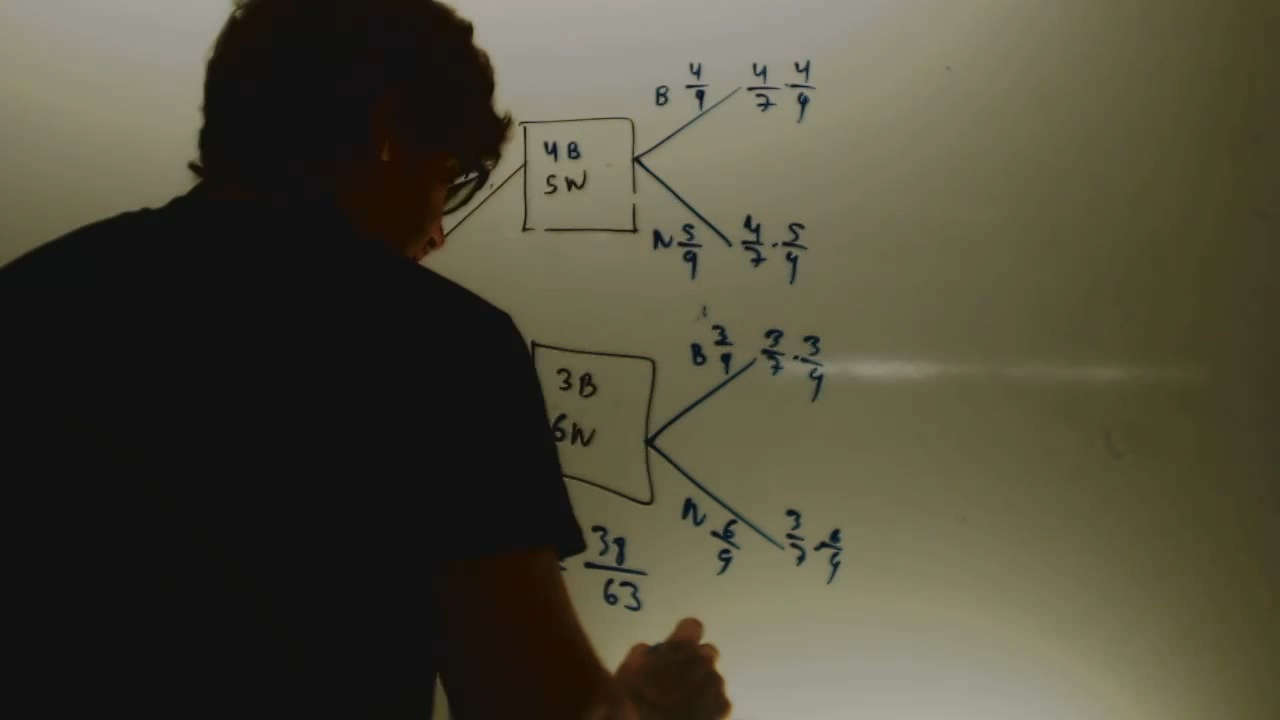 B 4/9 4/7 · 4/9
4B
5W
N 5/9 4/7 · 5/9
B 3/9 3/7 · 3/9
3B
6W
N 6/9 3/7 · 6/9
= 38/63